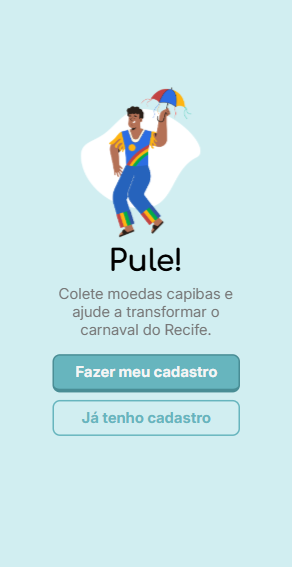 Pule!
Colete moedas capibas e
ajude a transformar o
carnaval do Recife.
Fazer meu cadastro
Já tenho cadastro